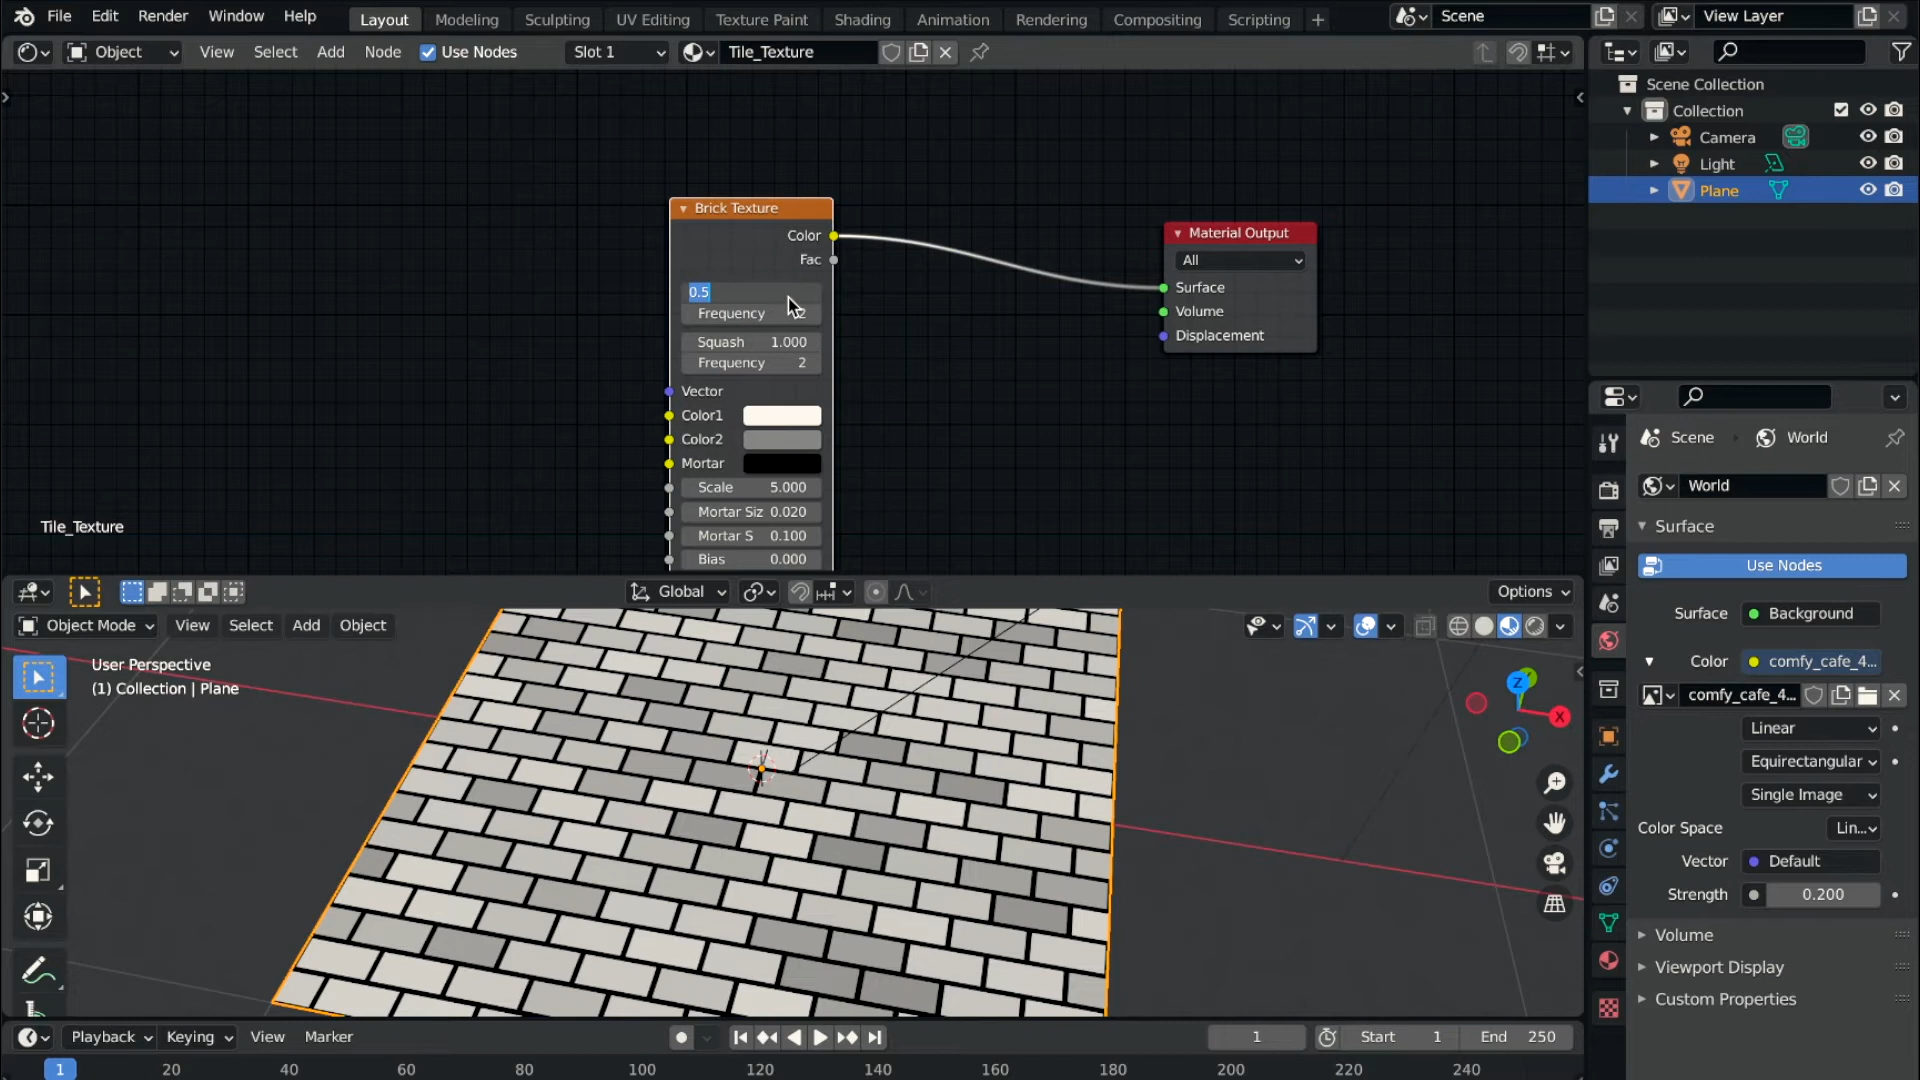 File Edit Render Window Help Layout Modeling Sculpting UV Editing Texture Paint Shading Animation Rendering Compositing Scripting + Scene View Layer
Object View Select Add Node Use Nodes Slot 1 Tile_Texture
Scene Collection
Collection
Camera
Light
Plane
Brick Texture
Color
Fac
0.5
Frequency 2
Squash 1.000
Frequency 2
Vector
Color1
Color2
Mortar
Scale 5.000
Mortar Siz 0.020
Mortar S 0.100
Bias 0.000
Material Output
All
Surface
Volume
Displacement
Tile_Texture
Global Options
Object Mode View Select Add Object
User Perspective
(1) Collection | Plane
Z
X
Scene World
World
Surface
Use Nodes
Surface Background
Color comfy_cafe_4...
comfy_cafe_4...
Linear
Equirectangular
Single Image
Color Space Lin...
Vector Default
Strength 0.200
Volume
Viewport Display
Custom Properties
Playback Keying View Marker 1 Start 1 End 250
1 20 40 60 80 100 120 140 160 180 200 220 240